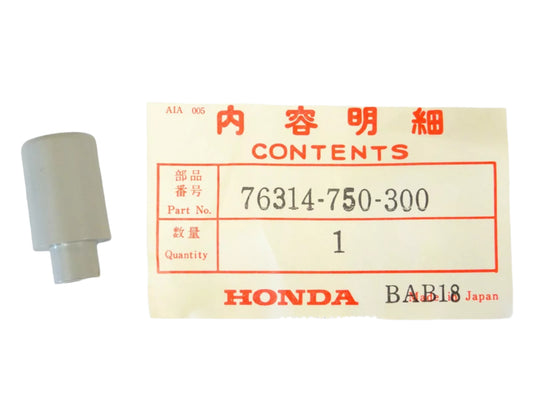 AIA 005
内容明細
CONTENTS
部品
番号
Part No.
76314-750-300
数量
Quantity
1
HONDA
BAB18
Made in Japan